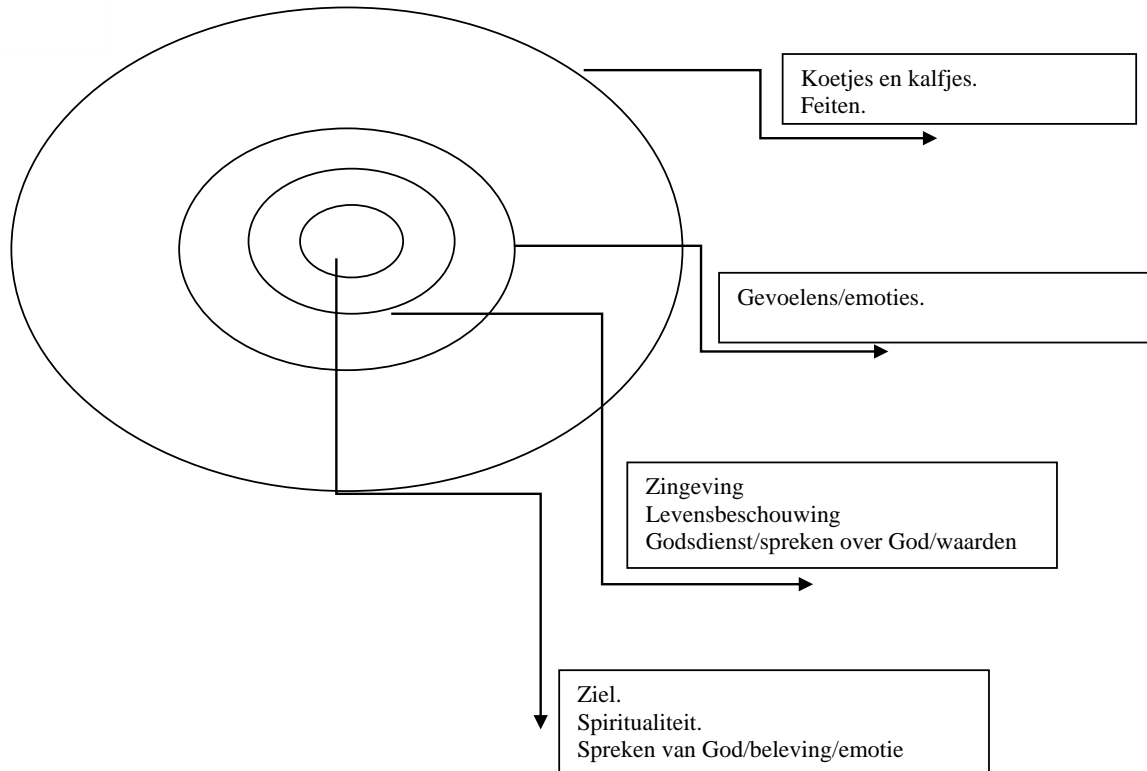 Koetjes en kalfjes.
Feiten.
Gevoelens/emoties.
Zingeving
Levensbeschouwing
Godsdienst/spreken over God/waarden
Ziel.
Spiritualiteit.
Spreken van God/beleving/emotie